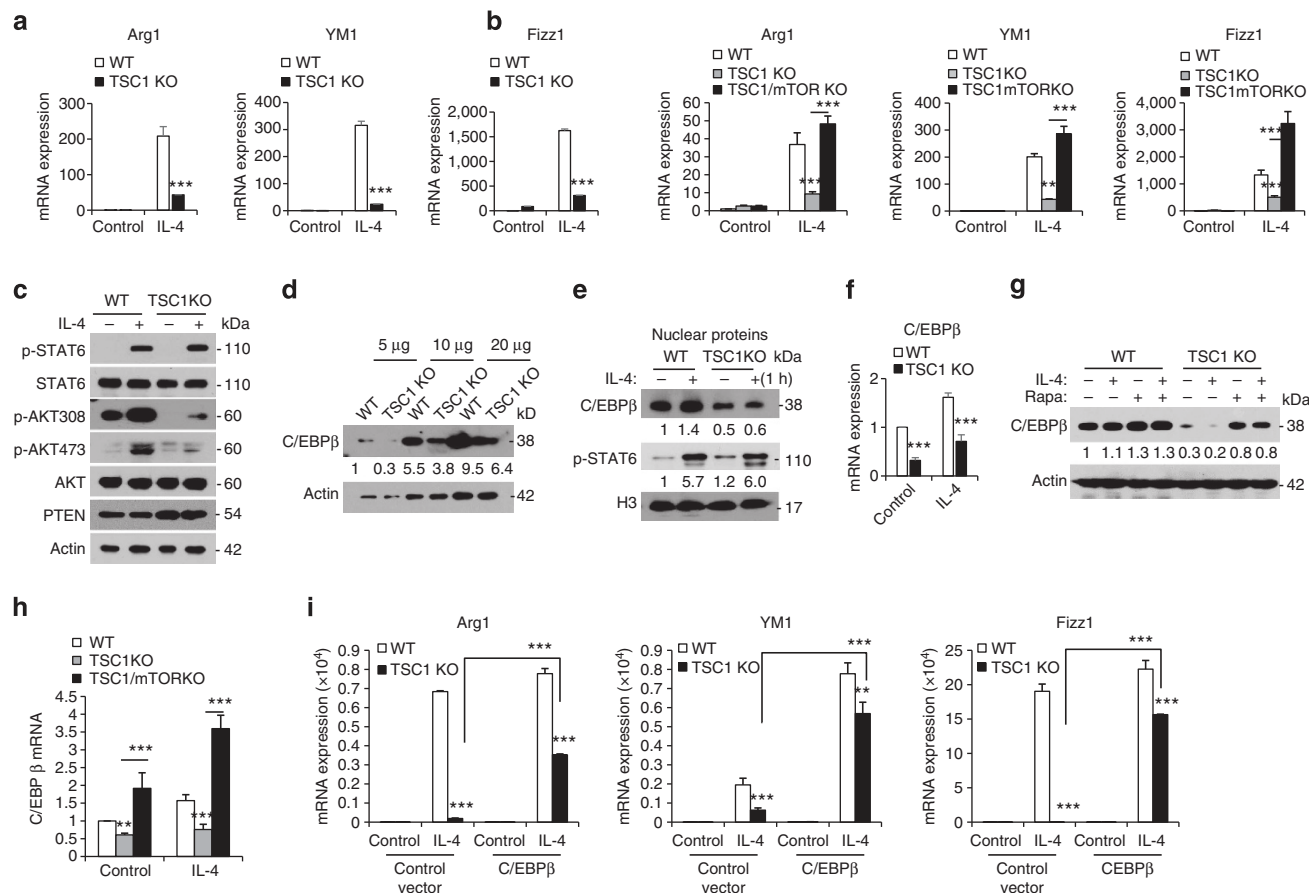 a
Arg1
WT
TSC1 KO
mRNA expression
300
200
100
0
***
Control IL-4
YM1
WT
TSC1 KO
mRNA expression
400
300
200
100
0
***
Control IL-4
Fizz1
WT
TSC1 KO
mRNA expression
2,000
1,500
1,000
500
0
***
Control IL-4
b
Arg1
WT
TSC1 KO
TSC1/mTOR KO
mRNA expression
60
50
40
30
20
10
0
***
***
Control IL-4
YM1
WT
TSC1KO
TSC1mTORKO
mRNA expression
400
300
200
100
0
***
**
Control IL-4
Fizz1
WT
TSC1KO
TSC1mTORKO
mRNA expression
4,000
3,000
2,000
1,000
0
***
***
Control IL-4
c
WT TSC1KO
IL-4 – + – + kDa
p-STAT6 - 110
STAT6 - 110
p-AKT308 - 60
p-AKT473 - 60
AKT - 60
PTEN - 54
Actin - 42
d
5 µg 10 µg 20 µg
WT TSC1 KO WT TSC1 KO WT TSC1 KO
kD
C/EBPβ - 38
1 0.3 5.5 3.8 9.5 6.4
Actin - 42
e
Nuclear proteins
WT TSC1KO kDa
IL-4: – + – +(1 h)
C/EBPβ -38
1 1.4 0.5 0.6
p-STAT6 - 110
1 5.7 1.2 6.0
H3 - 17
f
C/EBPβ
WT
TSC1 KO
mRNA expression
2
1
0
***
***
Control IL-4
g
WT TSC1 KO
IL-4: – + – + – + – +
Rapa: – – + + – – + + kDa
C/EBPβ - 38
1 1.1 1.3 1.3 0.3 0.2 0.8 0.8
Actin - 42
h
WT
TSC1KO
TSC1/mTORKO
C/EBP β mRNA
4.5
4
3.5
3
2.5
2
1.5
1
0.5
0
**
***
***
***
Control IL-4
i
Arg1
WT
TSC1 KO
mRNA expression (×10⁴)
0.9
0.8
0.7
0.6
0.5
0.4
0.3
0.2
0.1
0
***
***
***
Control IL-4 Control IL-4
Control
vector
C/EBPβ
YM1
WT
TSC1 KO
mRNA expression (×10⁴)
0.9
0.8
0.7
0.6
0.5
0.4
0.3
0.2
0.1
0
***
**
***
Control IL-4 Control IL-4
Control
vector
C/EBPβ
Fizz1
WT
TSC1 KO
mRNA expression (×10⁴)
25
20
15
10
5
0
***
***
***
Control IL-4 Control IL-4
Control
vector
CEBPβ